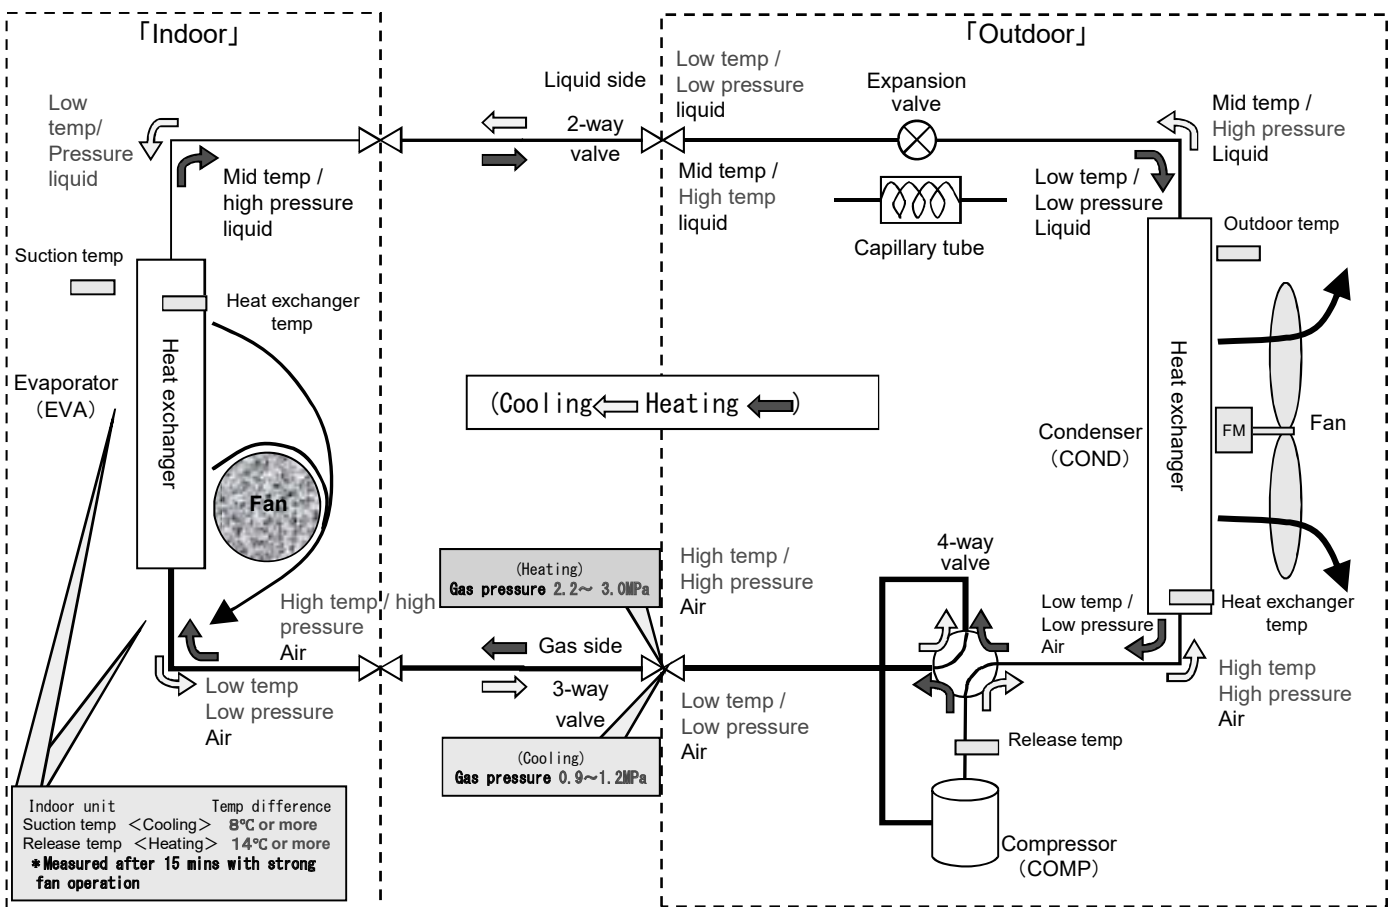 「Indoor」
「Outdoor」
Low
temp/
Pressure
liquid
Mid temp /
high pressure
liquid
Liquid side
2-way
valve
Low temp /
Low pressure
liquid
Mid temp /
High temp
liquid
Expansion
valve
Capillary tube
Mid temp /
High pressure
Liquid
Low temp /
Low pressure
Liquid
Suction temp
Heat exchanger
temp
Heat exchanger
Evaporator
(EVA)
Fan
(Cooling Heating )
Outdoor temp
Heat exchanger
Condenser
(COND)
FM
Fan
Heat exchanger
temp
(Heating)
Gas pressure 2.2～ 3.0MPa
High temp /
High pressure
Air
4-way
valve
Low temp /
Low pressure
Air
High temp / high
pressure
Air
Gas side
3-way
valve
Low temp
Low pressure
Air
Low temp /
Low pressure
Air
High temp
High pressure
Air
(Cooling)
Gas pressure 0.9～1.2MPa
Release temp
Compressor
(COMP)
Indoor unit Temp difference
Suction temp ＜Cooling＞ 8℃ or more
Release temp ＜Heating＞ 14℃ or more
*Measured after 15 mins with strong
fan operation